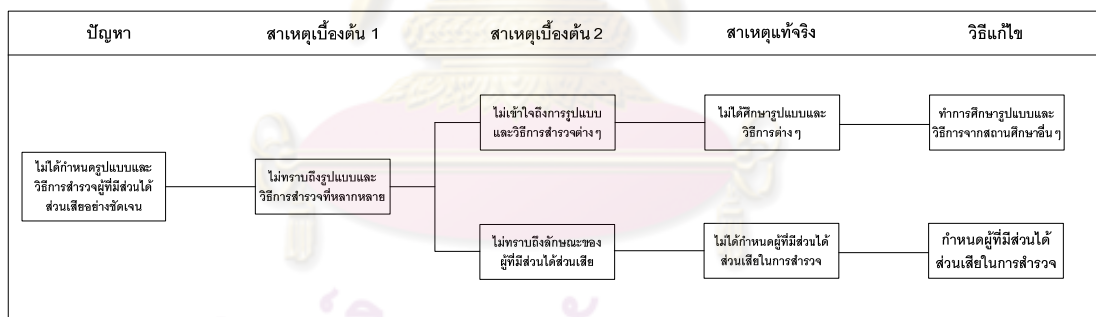 ปัญหา
สาเหตุเบื้องต้น 1
สาเหตุเบื้องต้น 2
สาเหตุแท้จริง
วิธีแก้ไข
ไม่ได้กำหนดรูปแบบและ
วิธีการสำรวจผู้ที่มีส่วนได้
ส่วนเสียอย่างชัดเจน
ไม่ทราบถึงรูปแบบและ
วิธีการสำรวจที่หลากหลาย
ไม่เข้าใจถึงการรูปแบบ
และวิธีการสำรวจต่างๆ
ไม่ได้ศึกษารูปแบบและ
วิธีการต่างๆ
ทำการศึกษารูปแบบและ
วิธีการจากสถานศึกษาอื่นๆ
ไม่ทราบถึงลักษณะของ
ผู้ที่มีส่วนได้ส่วนเสีย
ไม่ได้กำหนดผู้ที่มีส่วนได้
ส่วนเสียในการสำรวจ
กำหนดผู้ที่มีส่วนได้
ส่วนเสียในการสำรวจ